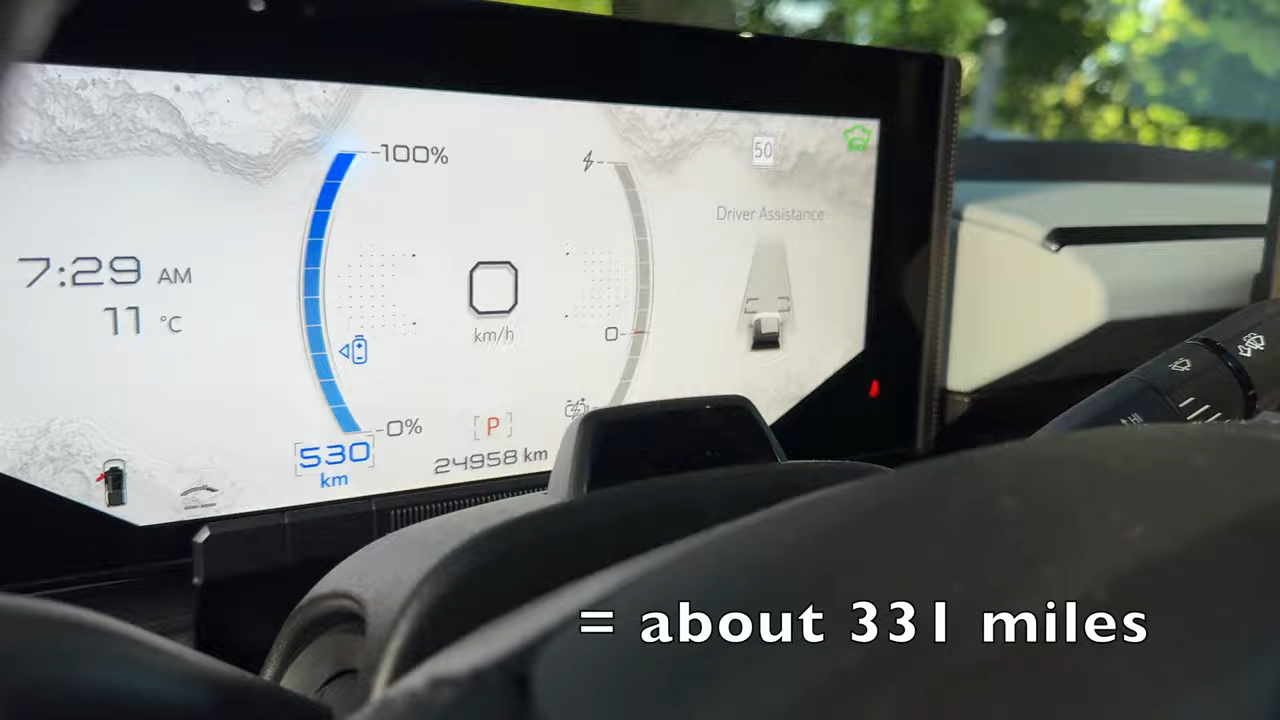 -100%
50
Driver Assistance
7:29 AM
11 °C
km/h
0-
-0%
P
530
km
24958 km
= about 331 miles